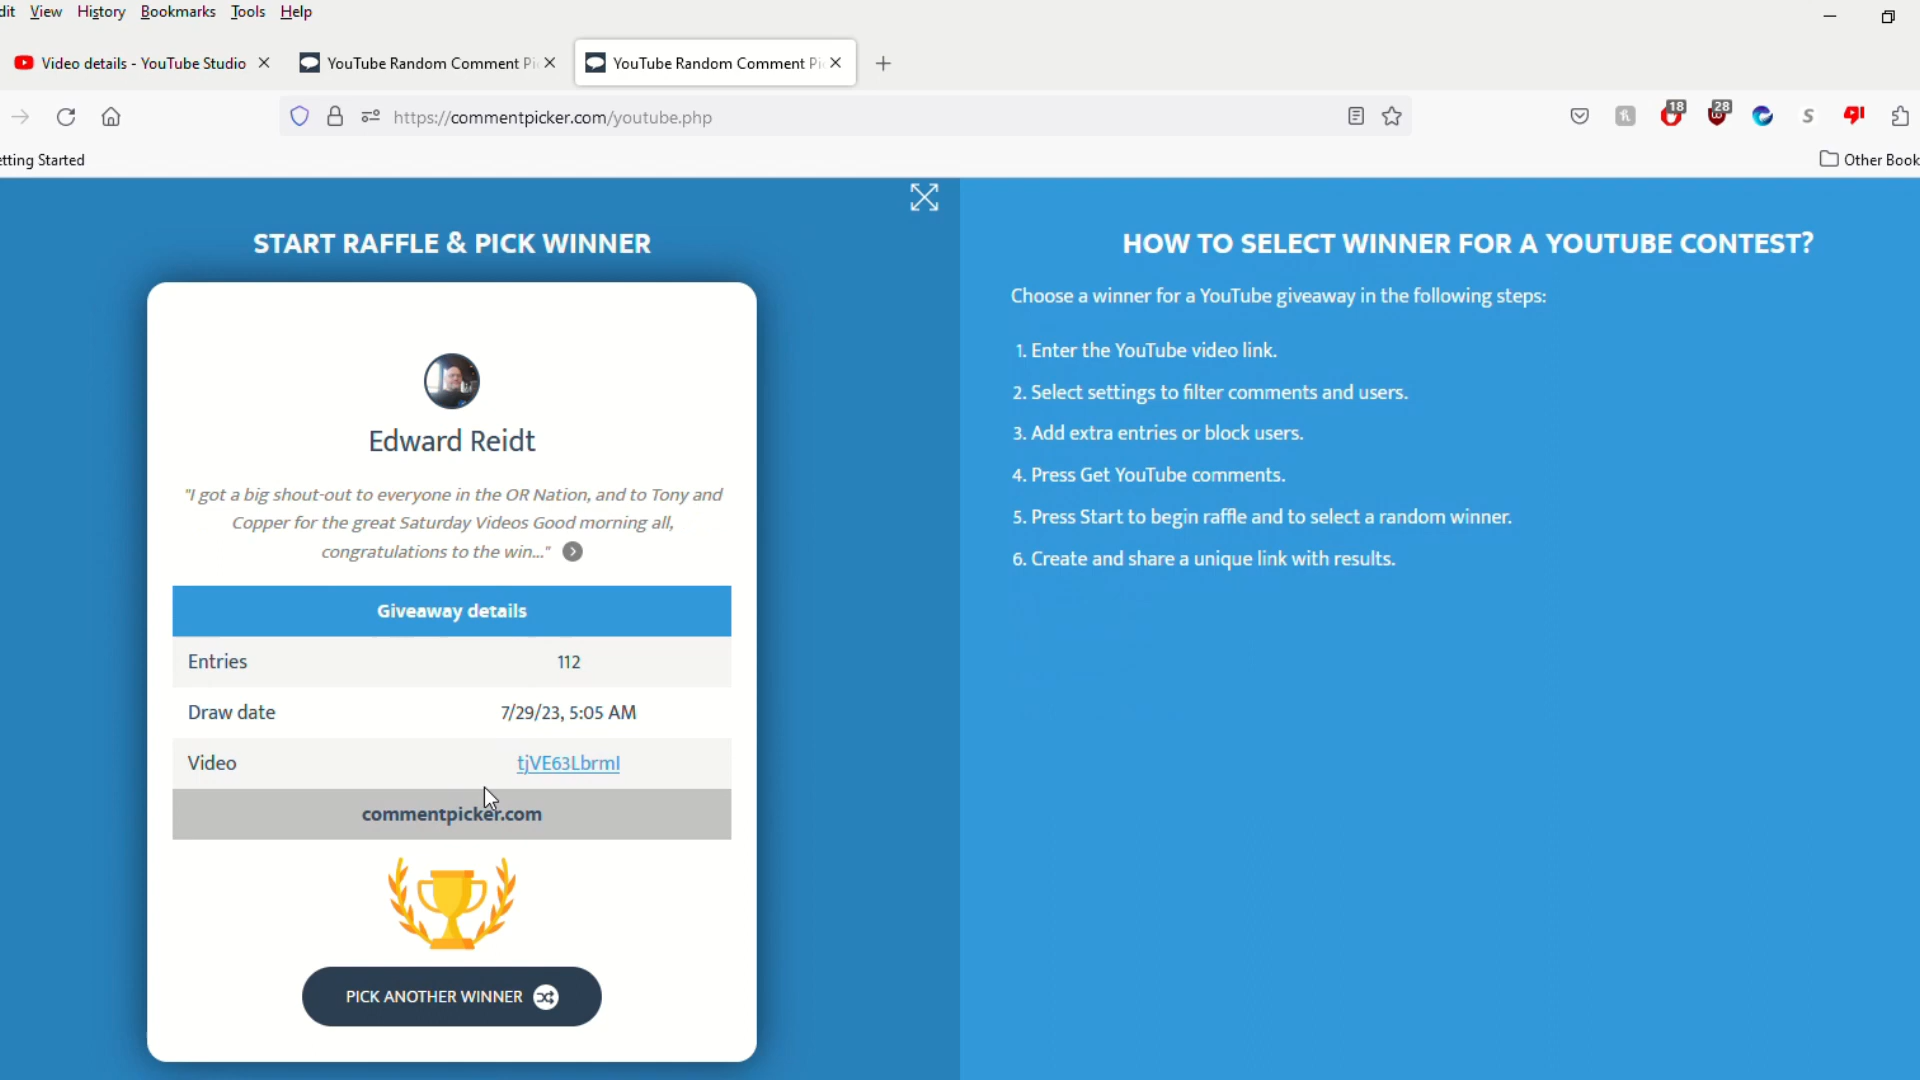 View History Bookmarks Tools Help
Video details - YouTube Studio
YouTube Random Comment Pi
YouTube Random Comment Pi
https://commentpicker.com/youtube.php
18
28
S
etting Started
Other Book
START RAFFLE & PICK WINNER
Edward Reidt
"I got a big shout-out to everyone in the OR Nation, and to Tony and
Copper for the great Saturday Videos Good morning all,
congratulations to the win..."
Giveaway details
Entries 112
Draw date 7/29/23, 5:05 AM
Video tjVE63LbrmI
commentpicker.com
PICK ANOTHER WINNER
HOW TO SELECT WINNER FOR A YOUTUBE CONTEST?
Choose a winner for a YouTube giveaway in the following steps:
1. Enter the YouTube video link.
2. Select settings to filter comments and users.
3. Add extra entries or block users.
4. Press Get YouTube comments.
5. Press Start to begin raffle and to select a random winner.
6. Create and share a unique link with results.